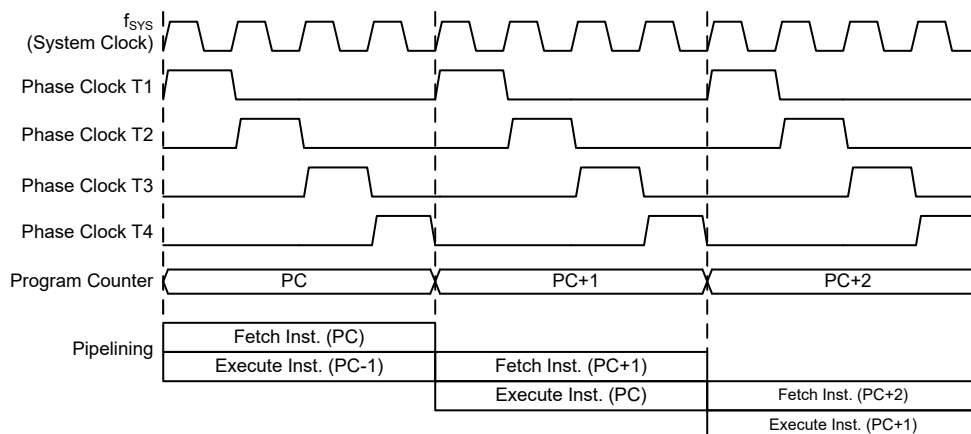 fSYS
(System Clock)
Phase Clock T1
Phase Clock T2
Phase Clock T3
Phase Clock T4
Program Counter PC PC+1 PC+2
Pipelining
Fetch Inst. (PC)
Execute Inst. (PC-1) Fetch Inst. (PC+1)
Execute Inst. (PC) Fetch Inst. (PC+2)
Execute Inst. (PC+1)